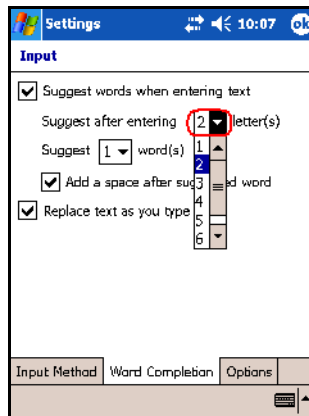 Settings 10:07 ok
Input
Suggest words when entering text
Suggest after entering 2 letter(s)
Suggest 1 word(s) 1
2
Add a space after suggested word 3
4
Replace text as you type 5
6
Input Method Word Completion Options